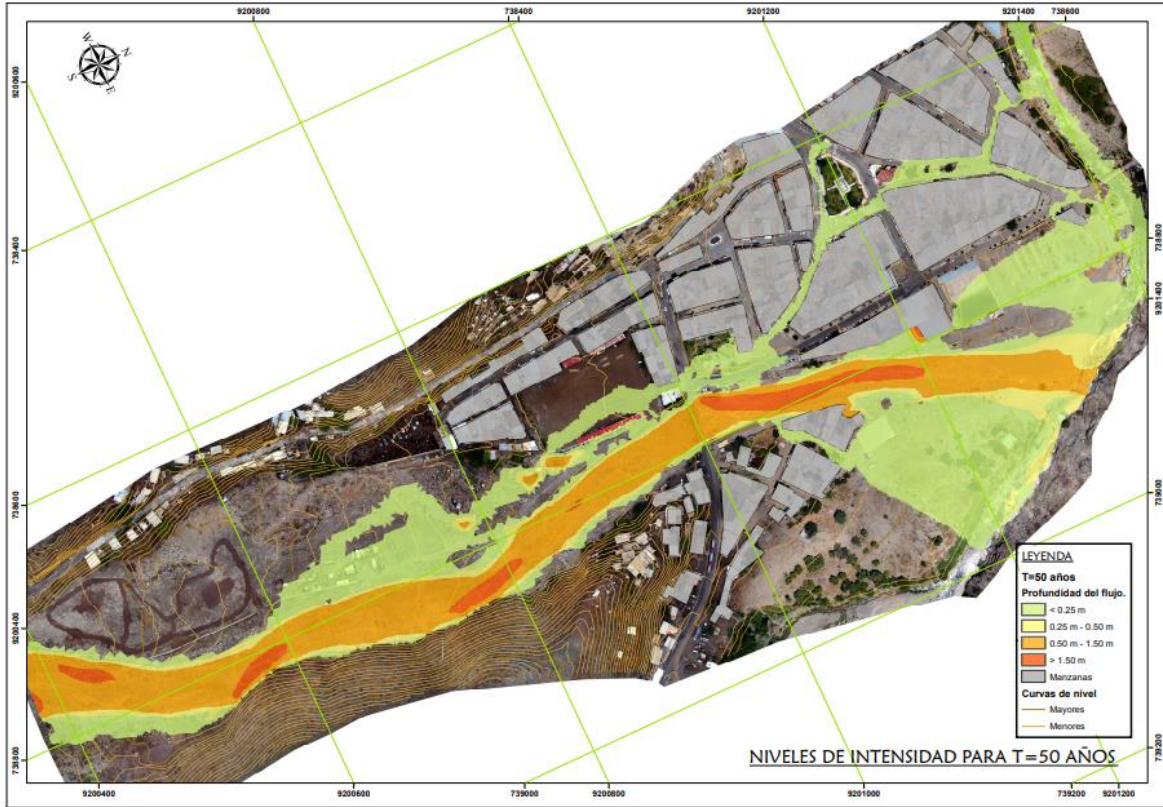 9200800
738400
9201200
9201400
738600
W
N
S
E
9200600
738400
738800
9201400
738600
739000
9200400
738800
739200
LEYENDA
T=50 años
Profundidad del flujo.
< 0.25 m
0.25 m - 0.50 m
0.50 m - 1.50 m
> 1.50 m
Manzanas
Curvas de nivel
Mayores
Menores
NIVELES DE INTENSIDAD PARA T=50 AÑOS
9200400
9200600
739000
9200800
9201000
739200
9201200